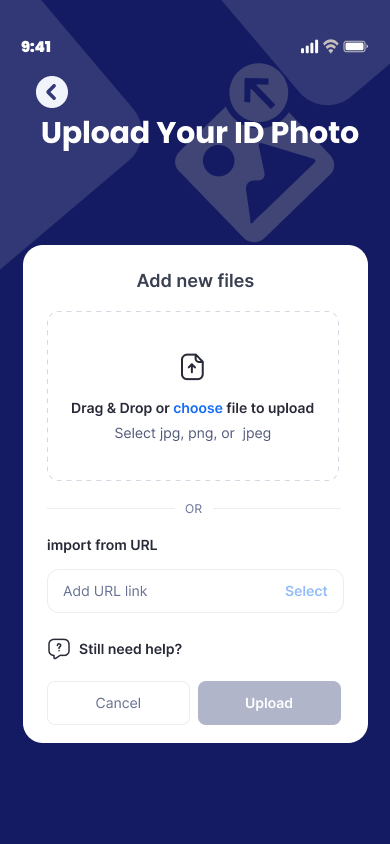 9:41
Upload Your ID Photo
Add new files
Drag & Drop or choose file to upload
Select jpg, png, or jpeg
OR
import from URL
Add URL link
Select
? Still need help?
Cancel
Upload